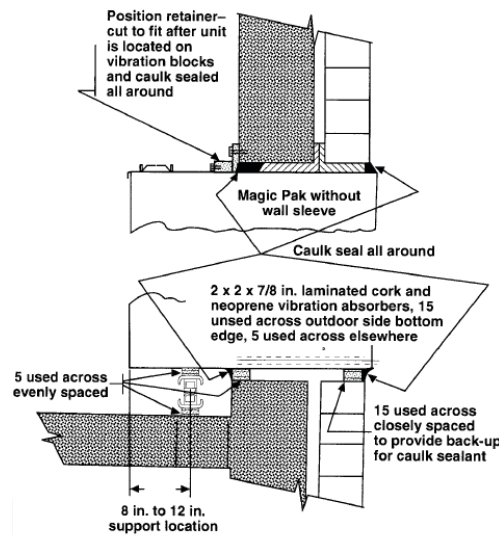 Position retainer–
cut to fit after unit
is located on
vibration blocks
and caulk sealed
all around
Magic Pak without
wall sleeve
Caulk seal all around
2 x 2 x 7/8 in. laminated cork and
neoprene vibration absorbers, 15
unsed across outdoor side bottom
edge, 5 used across elsewhere
5 used across
evenly spaced
15 used across
closely spaced
to provide back-up
for caulk sealant
8 in. to 12 in.
support location